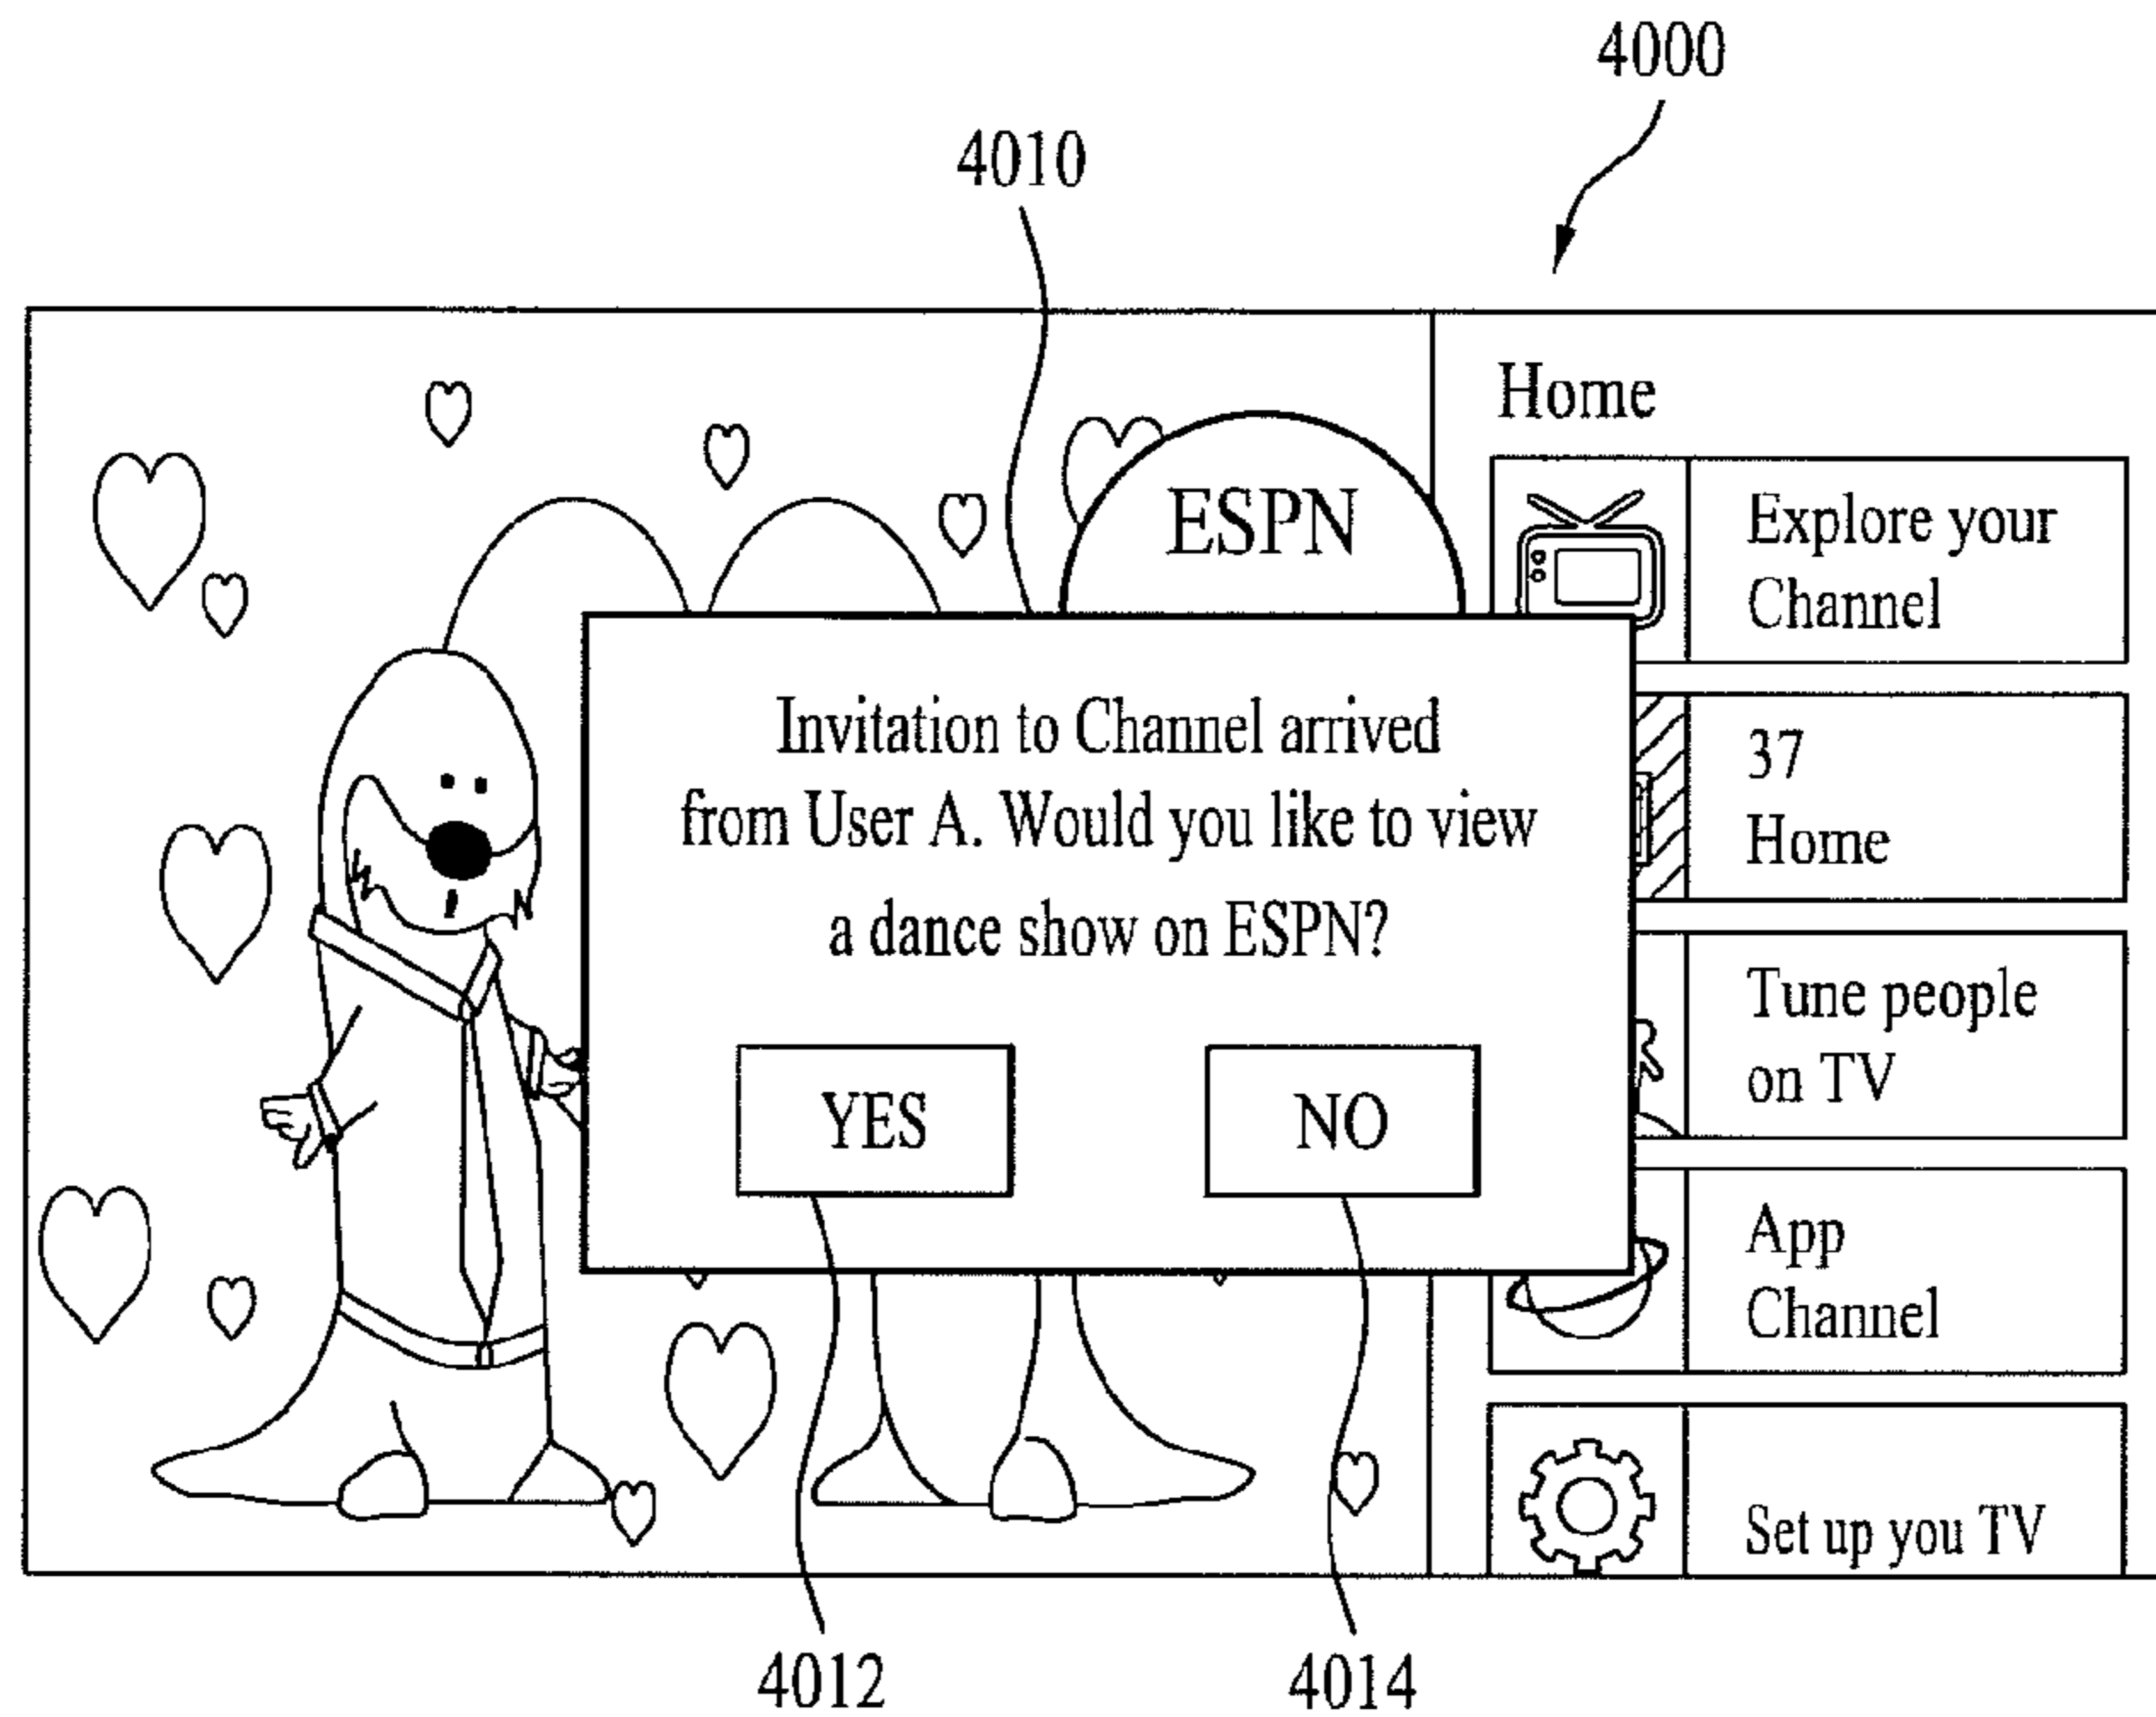 4000
4010
Home
ESPN
Explore your
Channel
Invitation to Channel arrived
from User A. Would you like to view
a dance show on ESPN?
YES
NO
37
Home
Tune people
on TV
App
Channel
Set up you TV
4012
4014